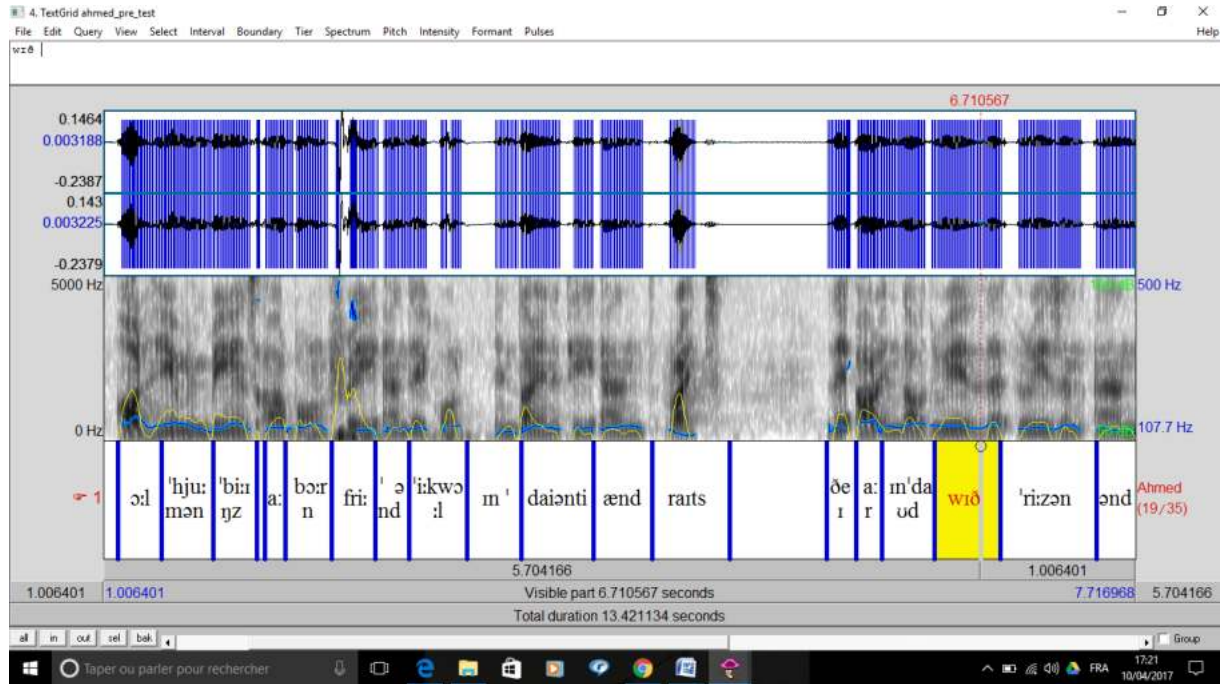 4. TextGrid ahmed_pre_test
File Edit Query View Select Interval Boundary Tier Spectrum Pitch Intensity Formant Pulses Help
wɪð
6.710567
0.1464
0.003188
-0.2387
0.143
0.003225
-0.2379
5000 Hz
500 Hz
0 Hz
107.7 Hz
1
ɔːl
ˈhjuː
mən
ˈbiːɪ
ŋz
aː
bɔːr
n
friː
ˈ ə
nd
ˈiːkwɔ
ːl
ɪn ˈ
daiənti
ænd
raɪts
ðe
ɪ
aː
r
ɪnˈda
ʊd
wɪð
ˈriːzən
ənd
Ahmed
(19/35)
5.704166 1.006401
1.006401 1.006401 Visible part 6.710567 seconds 7.716968 5.704166
Total duration 13.421134 seconds
all in out sel bak Group
Taper ou parler pour rechercher
FRA
17:21
10/04/2017